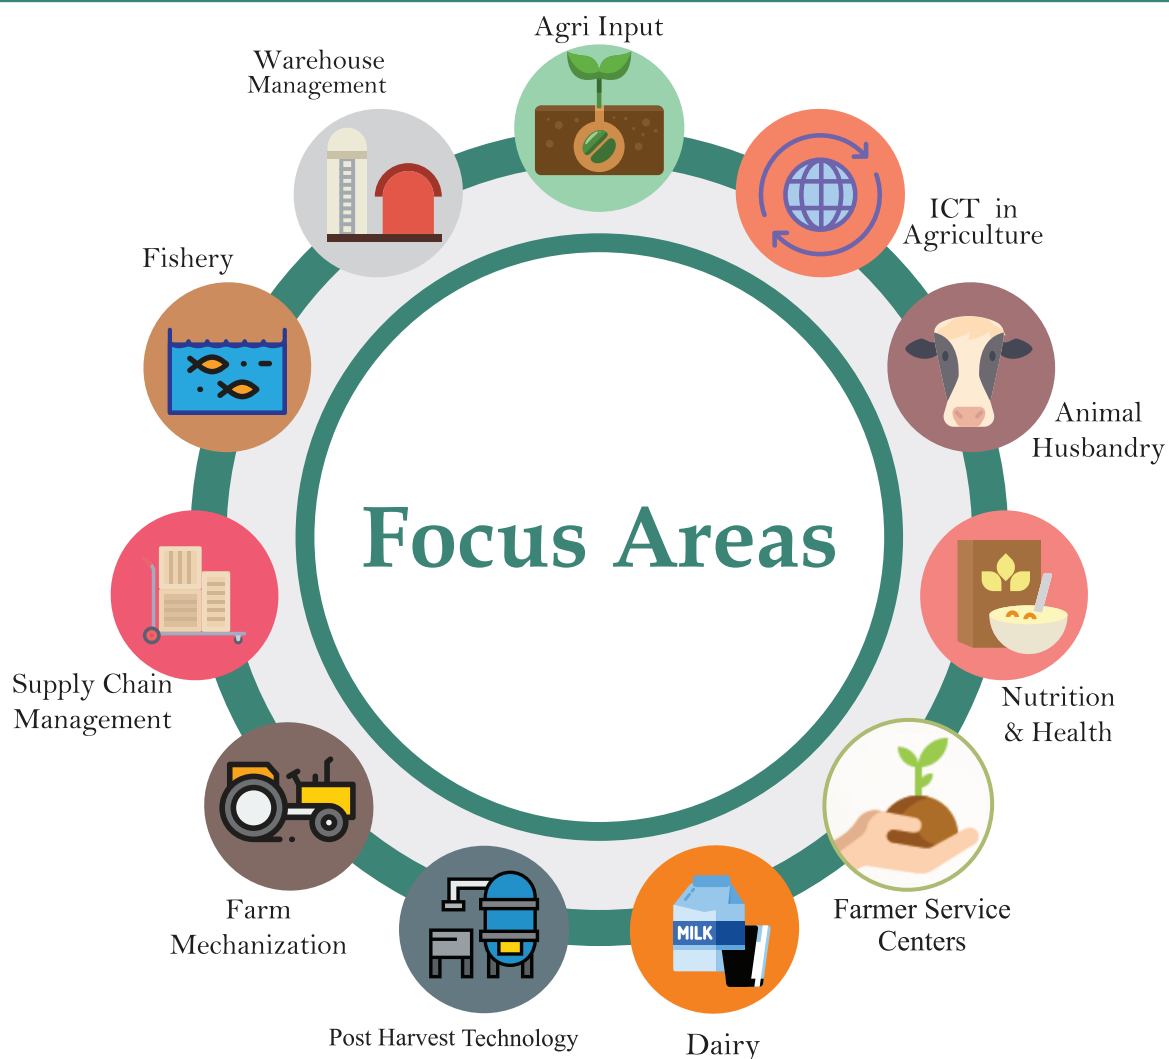 Agri Input
Warehouse
Management
ICT in
Agriculture
Fishery
Animal
Husbandry
Focus Areas
Supply Chain
Management
Nutrition
& Health
Farm
Mechanization
Farmer Service
Centers
MILK
Post Harvest Technology
Dairy